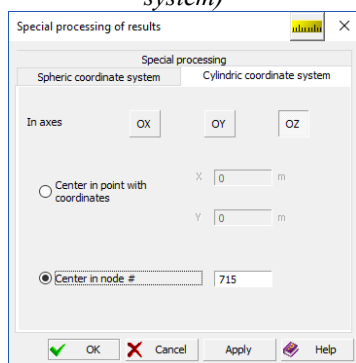 system)
Special processing of results
Special processing
Spheric coordinate system Cylindric coordinate system
In axes OX OY OZ
Center in point with coordinates
X 0 m
Y 0 m
Center in node # 715
OK Cancel Apply Help